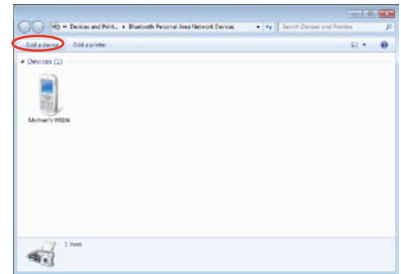 Devices and Print... ▸ Bluetooth Personal Area Network Devices
Search Devices and Printers
Add a device Add a printer
Devices (1)
Michael's
1 item